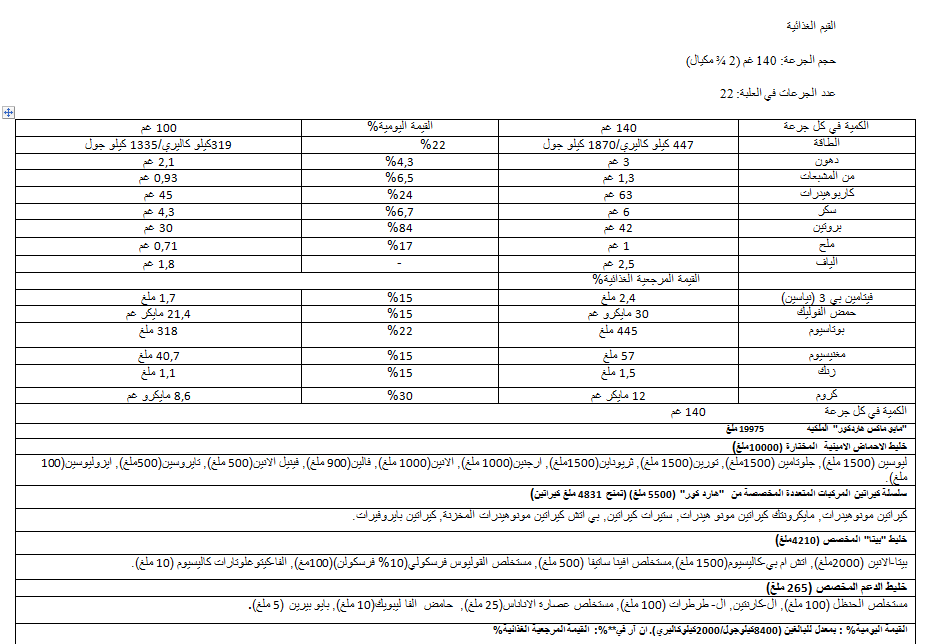 القيم الغذائية
حجم الجرعة: 140 غم (2 ¾ مكيال)
عدد الجرعات في العلبة: 22
الكمية في كل جرعة 140 غم القيمة اليومية% 100 غم
الطاقة 447 كيلو كاليري/1870 كيلو جول 22% 319كيلو كاليري/1335 كيلو جول
دهون 3 غم 4,3% 2,1 غم
من المشبعات 1,3 غم 6,5% 0,93 غم
كاربوهيدرات 63 غم 24% 45 غم
سكر 6 غم 6,7% 4,3 غم
بروتين 42 غم 84% 30 غم
ملح 1 غم 17% 0,71 غم
الياف 2,5 غم - 1,8 غم
القيمة المرجعية الغذائية%
فيتامين بي 3 (نياسين) 2,4 ملغ 15% 1,7 ملغ
حمض الفوليك 30 مايكرو غم 15% 21,4 مايكر غم
بوتاسيوم 445 ملغ 22% 318 ملغ
مغنيسيوم 57 ملغ 15% 40,7 ملغ
زنك 1,5 ملغ 15% 1,1 ملغ
كروم 12 مايكر غم 30% 8,6 مايكرو غم
الكمية في كل جرعة 140 غم
"مايو ماكس هاردكور" الملكيه 19975 ملغ
خليط الاحماض الامينية المختارة (10000ملغ)
ليوسين (1500 ملغ), جلوتامين (1500ملغ), تورين(1500 ملغ), ثريوناين(1500ملغ), ارجنين(1000 ملغ), الانين(1000 ملغ), فالين(900 ملغ), فينيل الانين(500 ملغ), تايروسين(500ملغ), ايزوليوسين(100
ملغ).
سلسلة كيراتين المركبات المتعددة المخصصة من "هارد كور" (5500 ملغ) (تمنح 4831 ملغ كيراتين)
كيراتين مونوهيدرات, مايكرونتك كيراتين مونو هيدرات, ستيرات كيراتين, بي اتش كيراتين مونوهيدرات المخزنة, كيراتين بايروفيرات.
خليط "بيتا" المخصص (4210ملغ)
بيتا-الانين (2000ملغ), اتش ام بي-كاليسيوم(1500 ملغ),مستخلص افينا ساتيفا (500 ملغ), مستخلص القوليوس فرسكولي(10% فرسكولن)(100مغ), الفا-كيتوغلوتارات كاليسيوم (10 ملغ).
خليط الدعم المخصص (265 ملغ)
مستخلص الحنظل (100 ملغ), ال-كارنتين, ال- طرطرات (100 ملغ), مستخلص عصارة الاناناس(25 ملغ), حامض الفا ليبويك(10 ملغ), بايو بيرين (5 ملغ).
القيمة اليومية% : بمعدل للبالغين (8400كيلوجول/2000كيلوكاليري). ان آر في**%: القيمة المرجعية الغذائية%